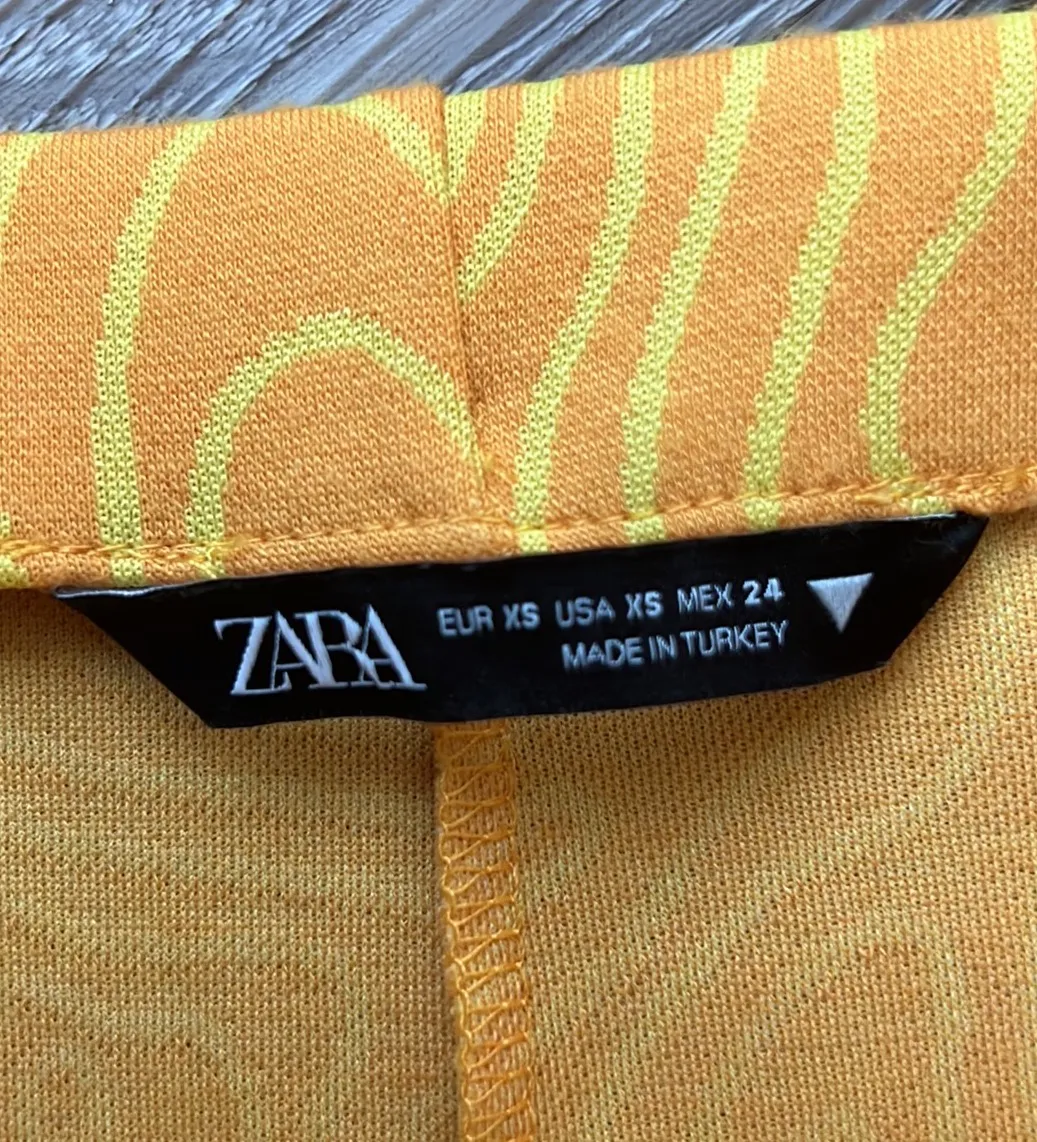 ZARA
EUR XS USA XS MEX 24
MADE IN TURKEY